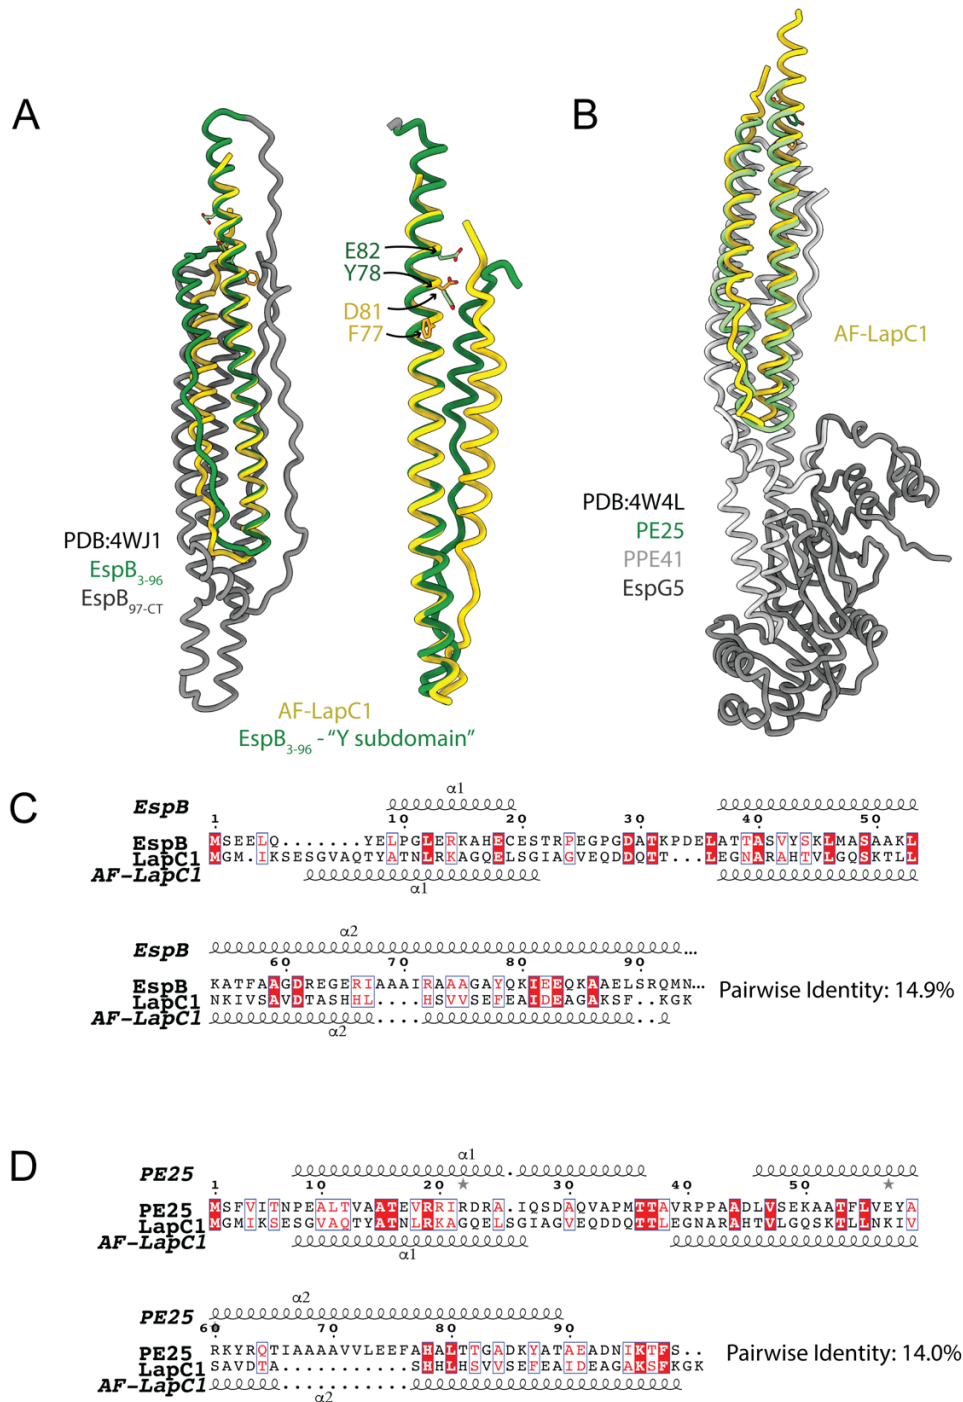 A
B
E82
Y78
D81
F77
AF-LapC1
PDB:4WJ1
EspB3-96
EspB97-CT
PDB:4W4L
PE25
PPE41
EspG5
AF-LapC1
EspB3-96 - "Y subdomain"
C
α1
EspB
1 10 20 30 40 50
EspB MSEELQ.......YELPGLERKAHECESTRPEGPGDATKPDELATTASVYSKLMASAAKL
LapC1 MGM.IKSESGVAQTYATNLRKAGQELSGIAGVEQDDQTT...LEGNARAHTVLGQSKTLL
AF-LapC1
α1
α2
EspB ...
60 70 80 90
EspB KATFAAGDREGERIAAAIRAAAGAYQKIEEQKAAELSRQMN...
LapC1 NKIVSAVDTASHHL....HSVVSEFEAIDEAGAKSF..KGK
Pairwise Identity: 14.9%
AF-LapC1 .... ..
α2
D
α1
PE25 .
1 10 20 30 40 50
PE25 MSFVITNPEALTVAATEVRRIRDRA.IQSDAQVAPMTTAVRPPAADLVSEKAATFLVEYA
LapC1 MGMIKSESGVAQTYATNLRKAGQELSGIAGVEQDDQTTLEGNARAHTVLGQSKTLLNKIV
AF-LapC1
α1
α2
PE25
60 70 80 90
PE25 RKYRQTIAAAAVVLEEFAHALTTGADKYATAEADNIKTFS..
LapC1 SAVDTA............SHHLHSVVSEFEAIDEAGAKSFKGK
Pairwise Identity: 14.0%
AF-LapC1 ...........
α2